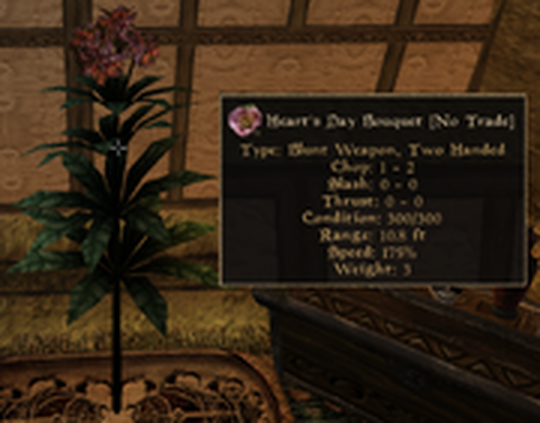 Heart's Day Bouquet [No Trade]
Type: Blunt Weapon, Two Handed
Chop: 1 - 2
Slash: 0 - 0
Thrust: 0 - 0
Condition: 300/300
Range: 10.8 ft
Speed: 175%
Weight: 3